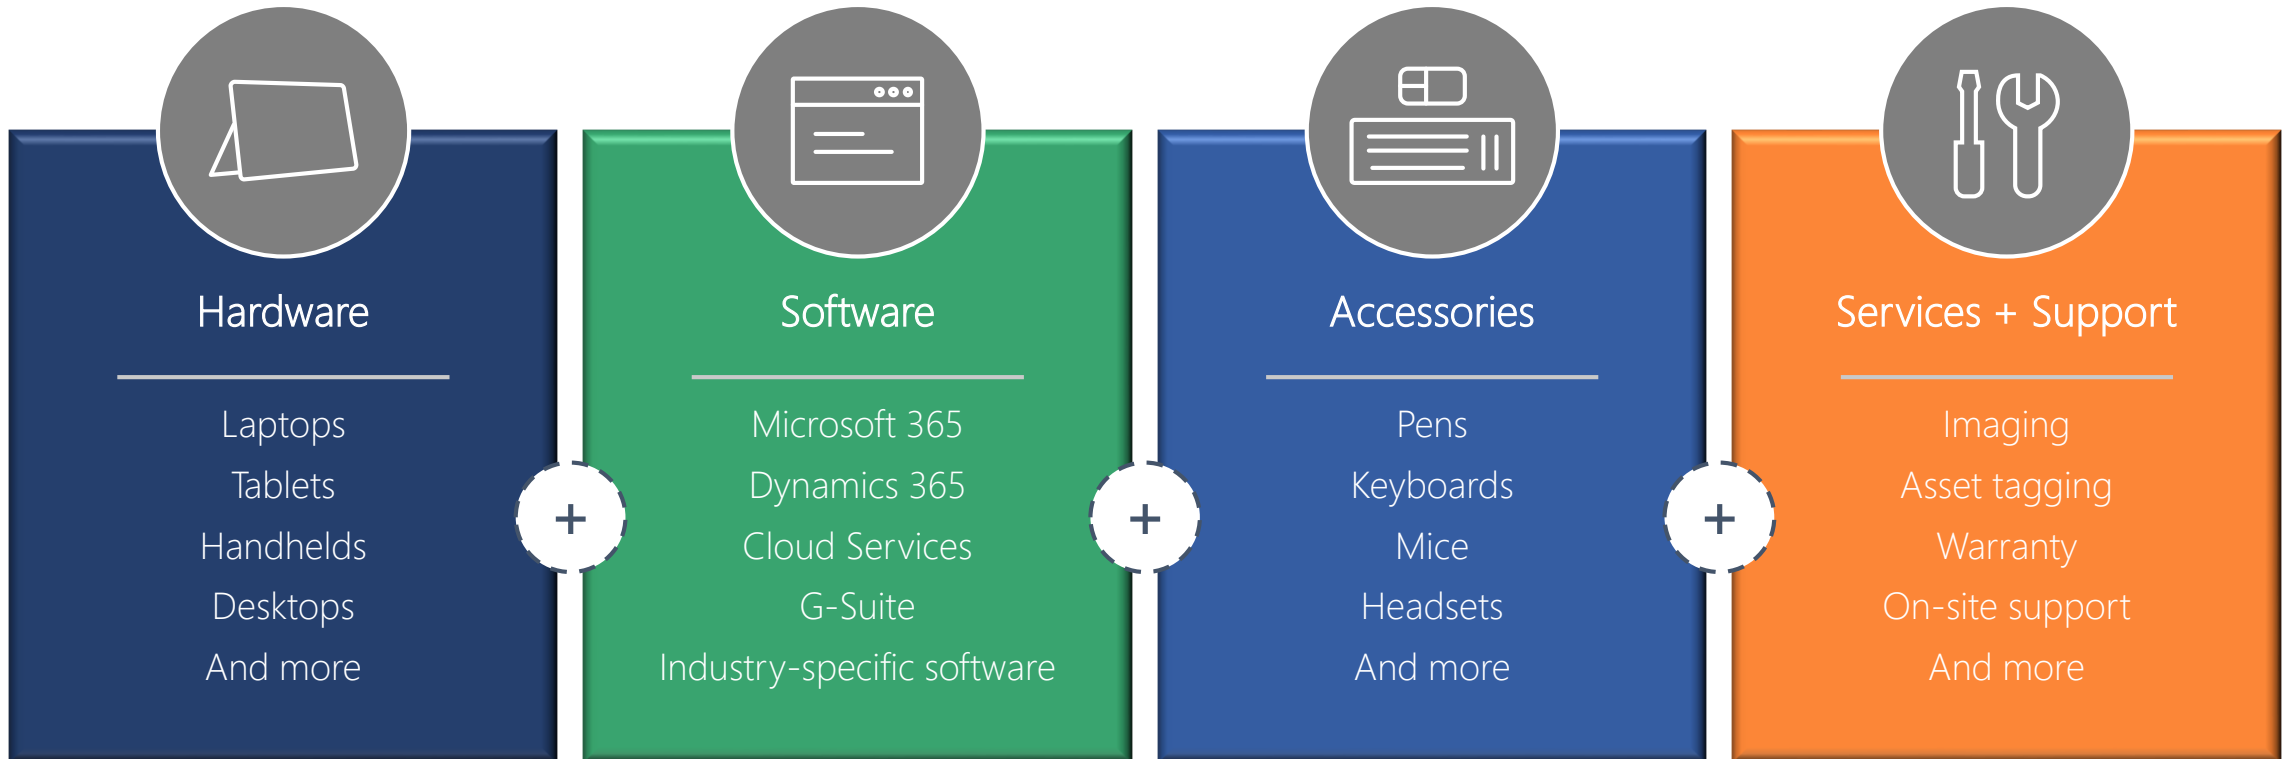 Hardware
Laptops
Tablets
Handhelds
Desktops
And more
+
Software
Microsoft 365
Dynamics 365
Cloud Services
G-Suite
Industry-specific software
+
Accessories
Pens
Keyboards
Mice
Headsets
And more
+
Services + Support
Imaging
Asset tagging
Warranty
On-site support
And more